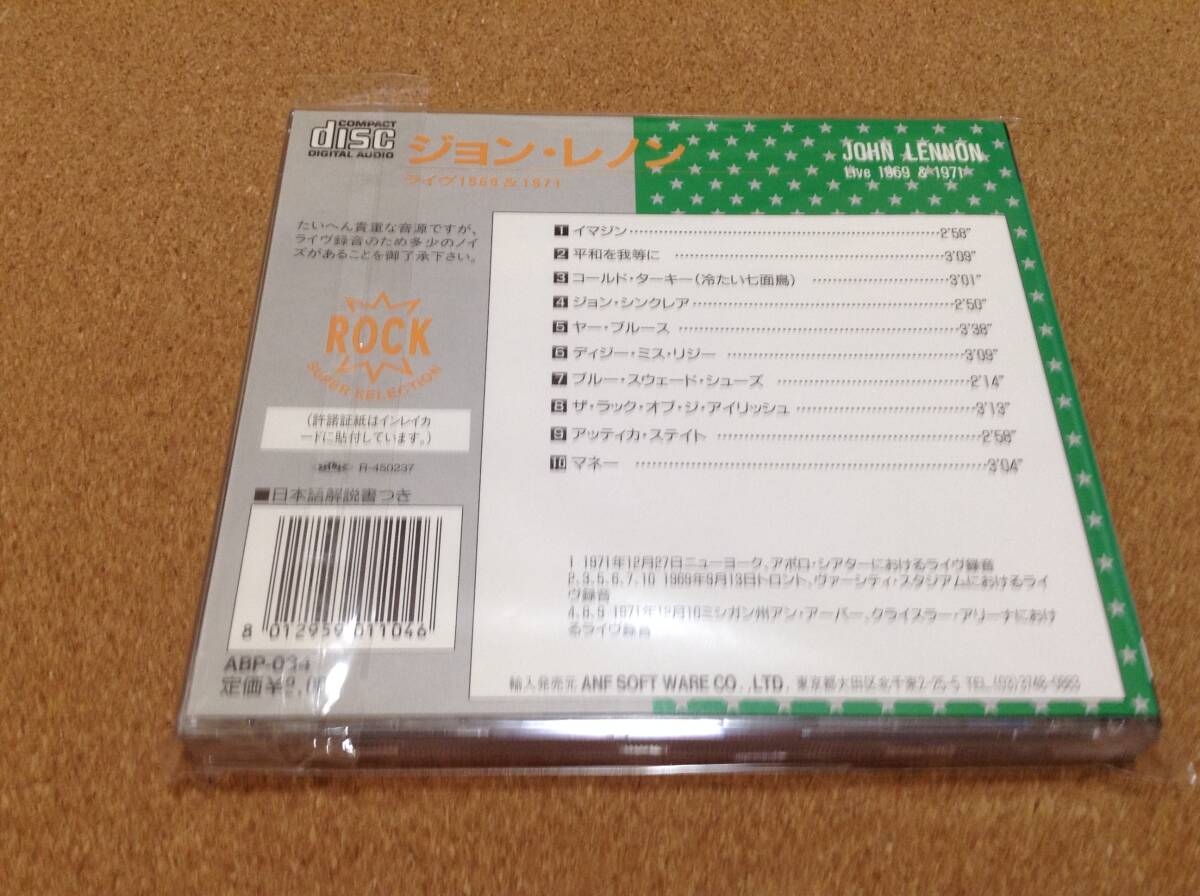 COMPACT
disc
DIGITAL AUDIO
ジョン・レノン
ライヴ1969&1971
JOHN LENNON
Live 1969 & 1971
たいへん貴重な音源ですが、
ライヴ録音のため多少のノイ
ズがあることを御了承下さい。
ROCK
SUPER SELECTION
(許諾証紙はインレイカ
ードに貼付しています。)
R-450237
■日本語解説書つき
8 012959 011046
ABP-034
定価¥2,0
1 イマジン 2'58"
2 平和を我等に 3'09"
3 コールド・ターキー(冷たい七面鳥) 3'01"
4 ジョン・シンクレア 2'50"
5 ヤー・ブルース 3'38"
6 ディジー・ミス・リジー 3'09"
7 ブルー・スウェード・シューズ 2'14"
8 ザ・ラック・オブ・ジ・アイリッシュ 3'13"
9 アッティカ・ステイト 2'58"
10 マネー 3'04"
1 1971年12月27日ニューヨーク、アポロ・シアターにおけるライヴ録音
2,3,5,6,7,10 1969年9月13日トロント、ヴァーシティ・スタジアムにおけるライ
ヴ録音
4,8,9 1971年12月10ミシガン州アン・アーバー、クライスラー・アリーナにおけ
るライヴ録音
輸入発売元 ANF SOFT WARE CO.,LTD. 東京都大田区北千束2-25-5 TEL